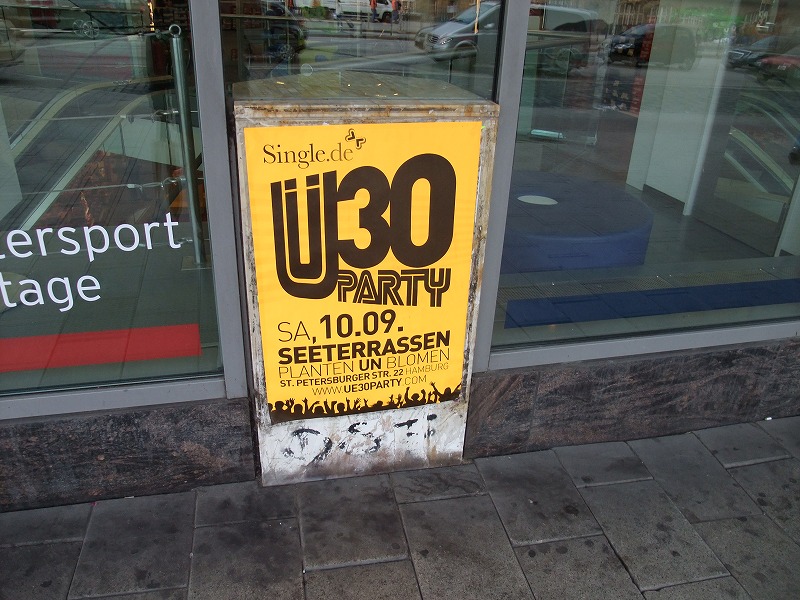 Single.de
Ü30
PARTY
SA, 10.09.
SEETERRASSEN
PLANTEN UN BLOMEN
ST. PETERSBURGER STR. 22 HAMBURG
WWW.UE30PARTY.COM
ersport
tage